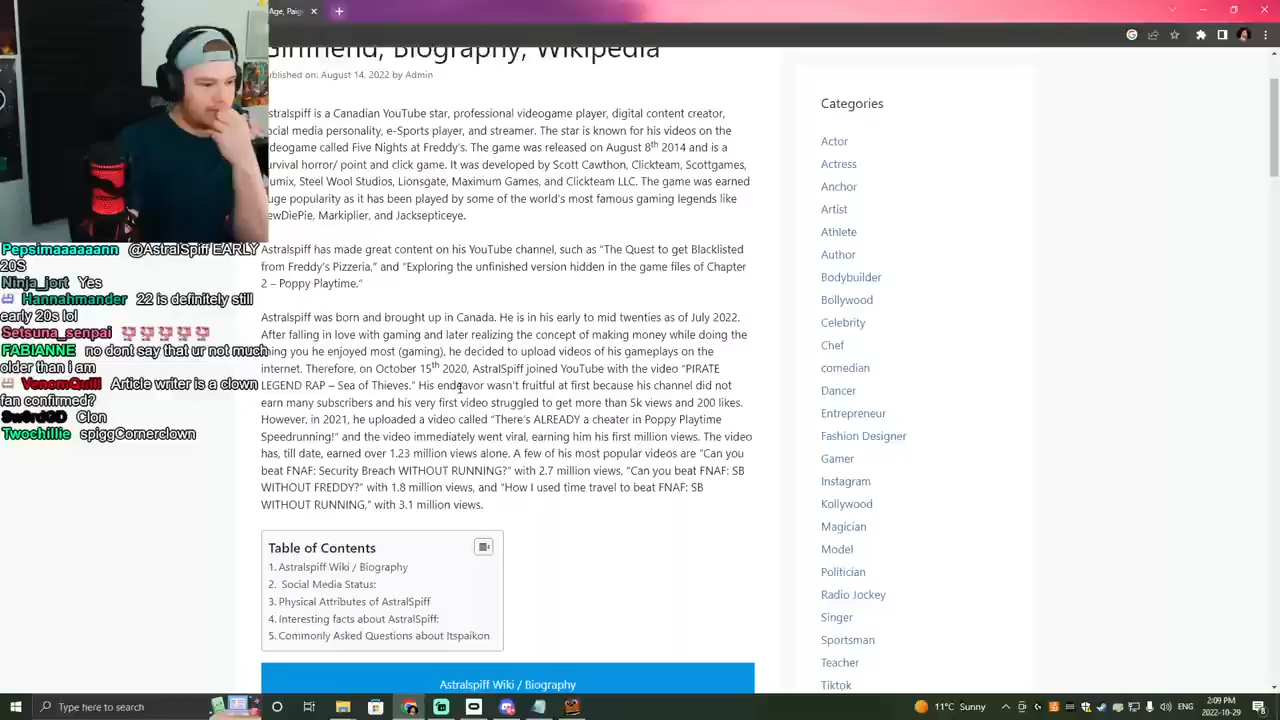 Age, Paig
Girlfriend, Biography, Wikipedia
ublished on: August 14, 2022 by Admin
stralspiff is a Canadian YouTube star, professional videogame player, digital content creator,
ocial media personality, e-Sports player, and streamer. The star is known for his videos on the
ideogame called Five Nights at Freddy's. The game was released on August 8th 2014 and is a
urvival horror/ point and click game. It was developed by Scott Cawthon, Clickteam, Scottgames,
umix, Steel Wool Studios, Lionsgate, Maximum Games, and Clickteam LLC. The game was earned
uge popularity as it has been played by some of the world's most famous gaming legends like
ewDiePie, Markiplier, and Jacksepticeye.
Astralspiff has made great content on his YouTube channel, such as "The Quest to get Blacklisted
from Freddy's Pizzeria," and "Exploring the unfinished version hidden in the game files of Chapter
2 – Poppy Playtime."
Astralspiff was born and brought up in Canada. He is in his early to mid twenties as of July 2022.
After falling in love with gaming and later realizing the concept of making money while doing the
hing you he enjoyed most (gaming), he decided to upload videos of his gameplays on the
internet. Therefore, on October 15th 2020, AstralSpiff joined YouTube with the video "PIRATE
LEGEND RAP – Sea of Thieves." His endeavor wasn't fruitful at first because his channel did not
earn many subscribers and his very first video struggled to get more than 5k views and 200 likes.
However, in 2021, he uploaded a video called "There's ALREADY a cheater in Poppy Playtime
Speedrunning!" and the video immediately went viral, earning him his first million views. The video
has, till date, earned over 1.23 million views alone. A few of his most popular videos are "Can you
beat FNAF: Security Breach WITHOUT RUNNING?" with 2.7 million views, "Can you beat FNAF: SB
WITHOUT FREDDY?" with 1.8 million views, and "How I used time travel to beat FNAF: SB
WITHOUT RUNNING," with 3.1 million views.
Table of Contents
1. Astralspiff Wiki / Biography
2. Social Media Status:
3. Physical Attributes of AstralSpiff
4. Interesting facts about AstralSpiff:
5. Commonly Asked Questions about Itspaikon
Astralspiff Wiki / Biography
Categories
Actor
Actress
Anchor
Artist
Athlete
Author
Bodybuilder
Bollywood
Celebrity
Chef
comedian
Dancer
Entrepreneur
Fashion Designer
Gamer
Instagram
Kollywood
Magician
Model
Politician
Radio Jockey
Singer
Sportsman
Teacher
Tiktok
Pepsimaaaaaann @AstralSpiff EARLY
20S
Ninja_jort Yes
Hannahmander 22 is definitely still
early 20s lol
Setsuna_senpai
FABIANNE no dont say that ur not much
older than i am
VenomQuill Article writer is a clown
fan confirmed?
Sw0rdGD Clon
Twochillie spiggCornerclown
Type here to search
11°C Sunny
ENG
2:09 PM
2022-10-29